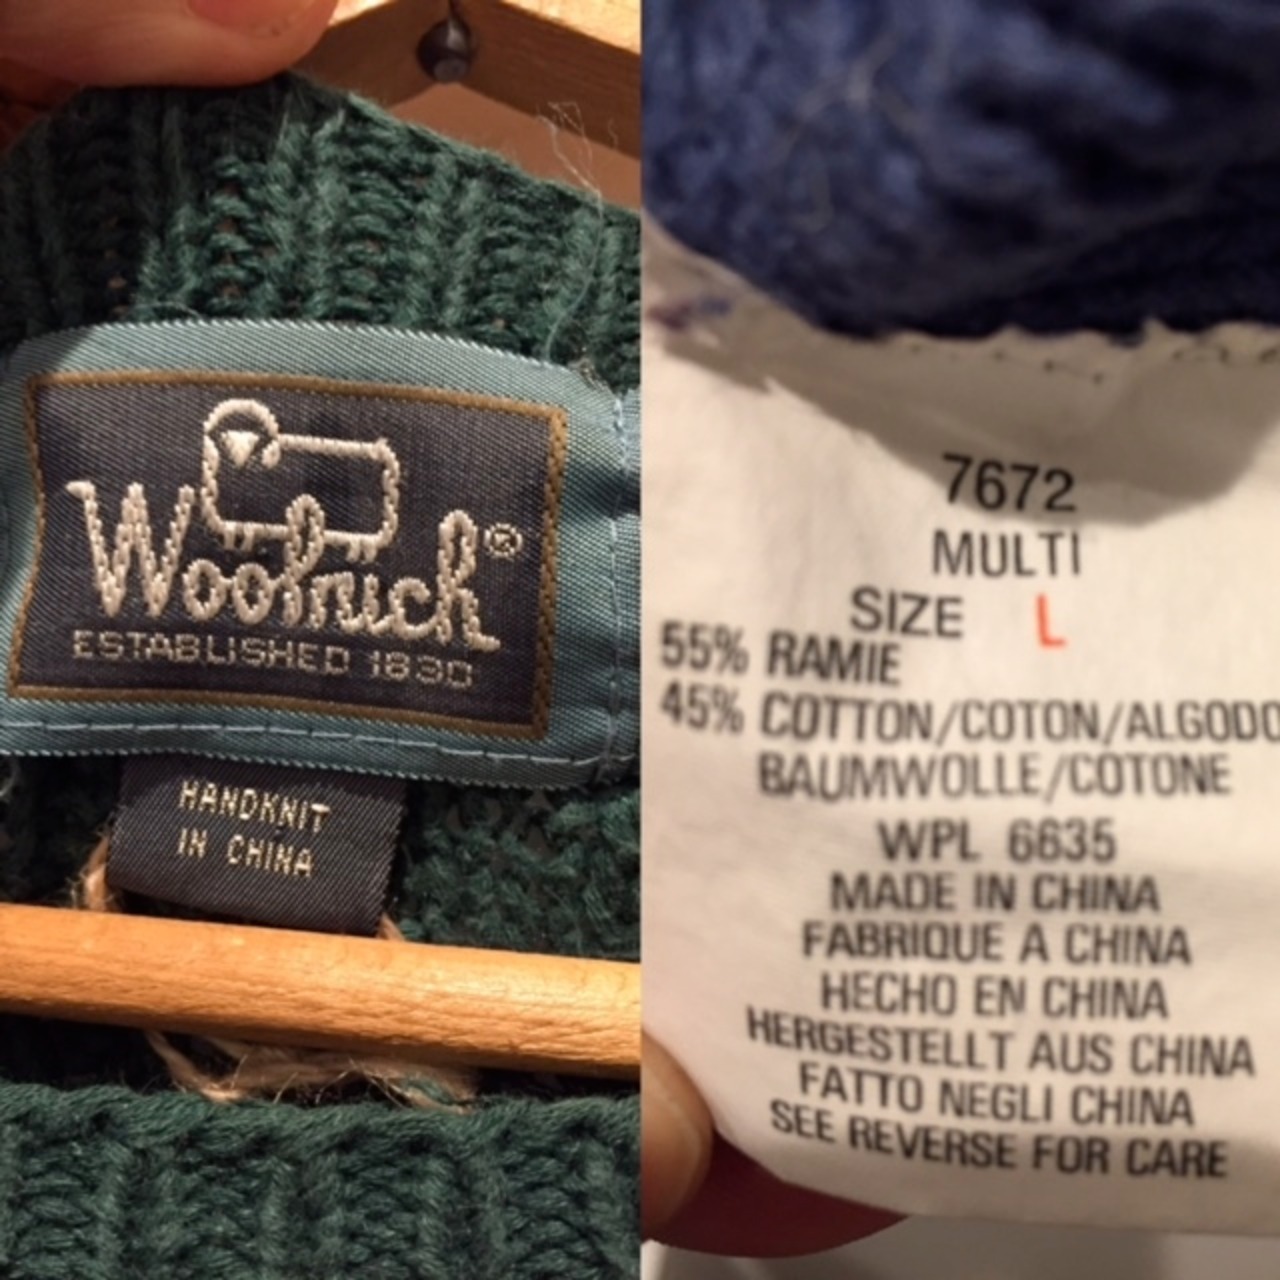 Woolrich®
ESTABLISHED 1830
HANDKNIT
IN CHINA
7672
MULTI
SIZE L
55% RAMIE
45% COTTON/COTON/ALGODO
BAUMWOLLE/COTONE
WPL 6635
MADE IN CHINA
FABRIQUE A CHINA
HECHO EN CHINA
HERGESTELLT AUS CHINA
FATTO NEGLI CHINA
SEE REVERSE FOR CARE